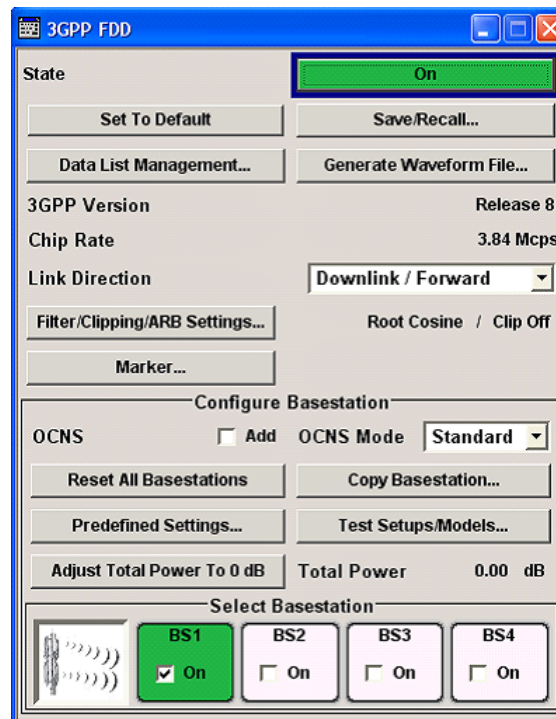 3GPP FDD
State On
Set To Default Save/Recall...
Data List Management... Generate Waveform File...
3GPP Version Release 8
Chip Rate 3.84 Mcps
Link Direction Downlink / Forward
Filter/Clipping/ARB Settings... Root Cosine / Clip Off
Marker...
Configure Basestation
OCNS Add OCNS Mode Standard
Reset All Basestations Copy Basestation...
Predefined Settings... Test Setups/Models...
Adjust Total Power To 0 dB Total Power 0.00 dB
Select Basestation
BS1 BS2 BS3 BS4
On On On On